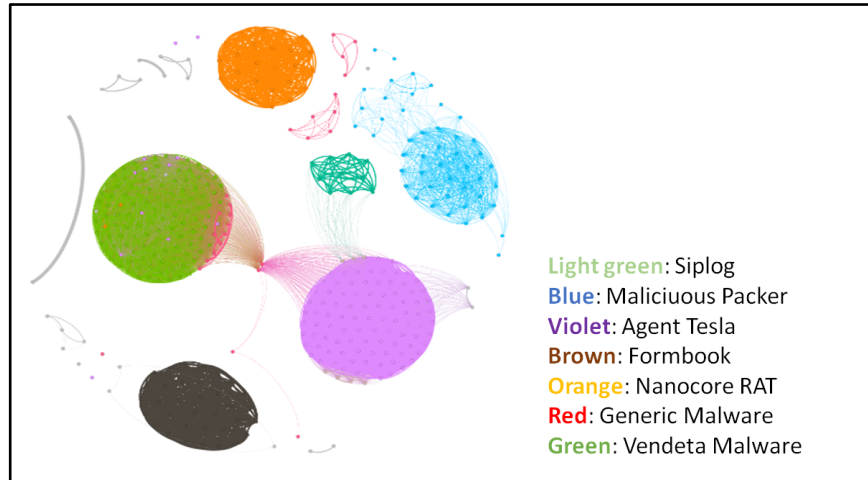 Light green: Siplog
Blue: Maliciuous Packer
Violet: Agent Tesla
Brown: Formbook
Orange: Nanocore RAT
Red: Generic Malware
Green: Vendeta Malware